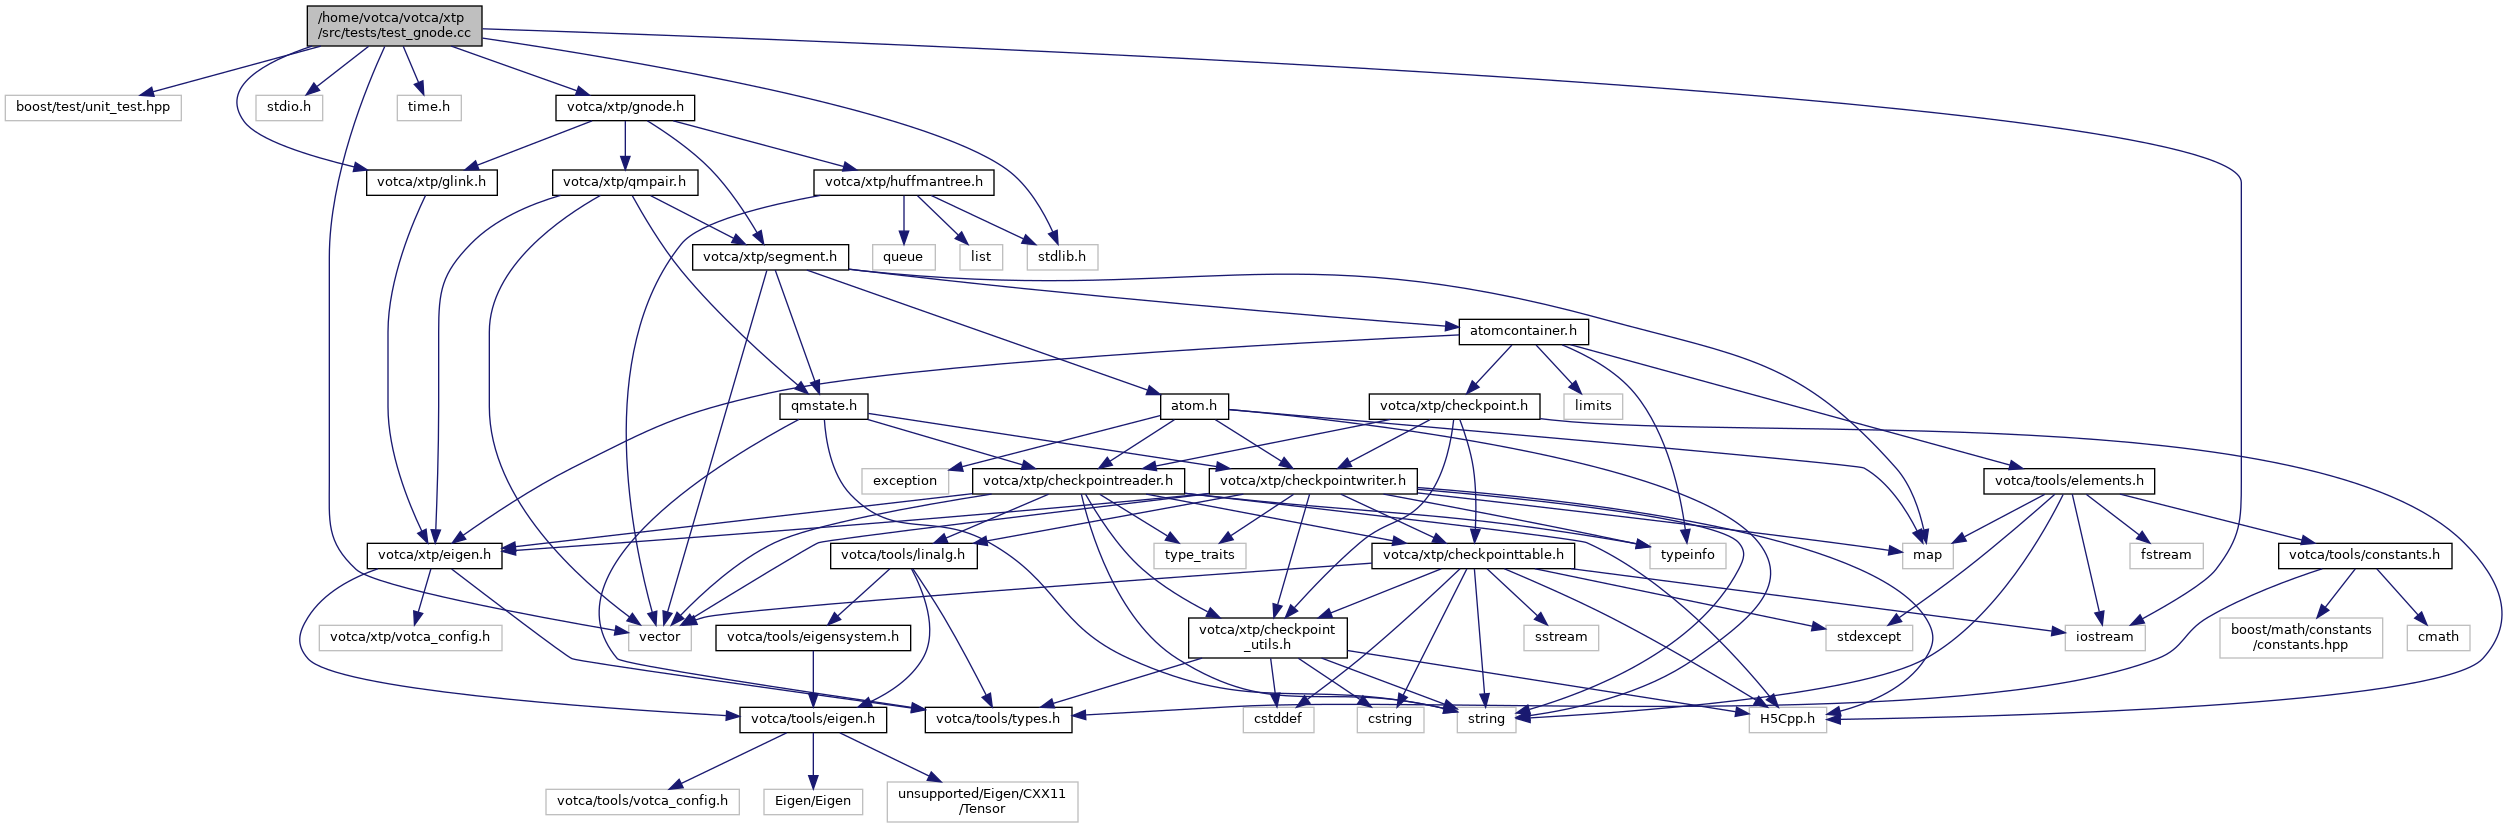 /home/votca/votca/xtp
/src/tests/test_gnode.cc
boost/test/unit_test.hpp
stdio.h
time.h
votca/xtp/gnode.h
votca/xtp/glink.h
votca/xtp/qmpair.h
votca/xtp/huffmantree.h
votca/xtp/segment.h
queue
list
stdlib.h
atomcontainer.h
qmstate.h
atom.h
votca/xtp/checkpoint.h
limits
exception
votca/xtp/checkpointreader.h
votca/xtp/checkpointwriter.h
votca/tools/elements.h
votca/xtp/eigen.h
votca/tools/linalg.h
type_traits
votca/xtp/checkpointtable.h
typeinfo
map
fstream
votca/tools/constants.h
votca/xtp/votca_config.h
vector
votca/tools/eigensystem.h
votca/xtp/checkpoint
_utils.h
sstream
stdexcept
iostream
boost/math/constants
/constants.hpp
cmath
votca/tools/eigen.h
votca/tools/types.h
cstddef
cstring
string
H5Cpp.h
votca/tools/votca_config.h
Eigen/Eigen
unsupported/Eigen/CXX11
/Tensor